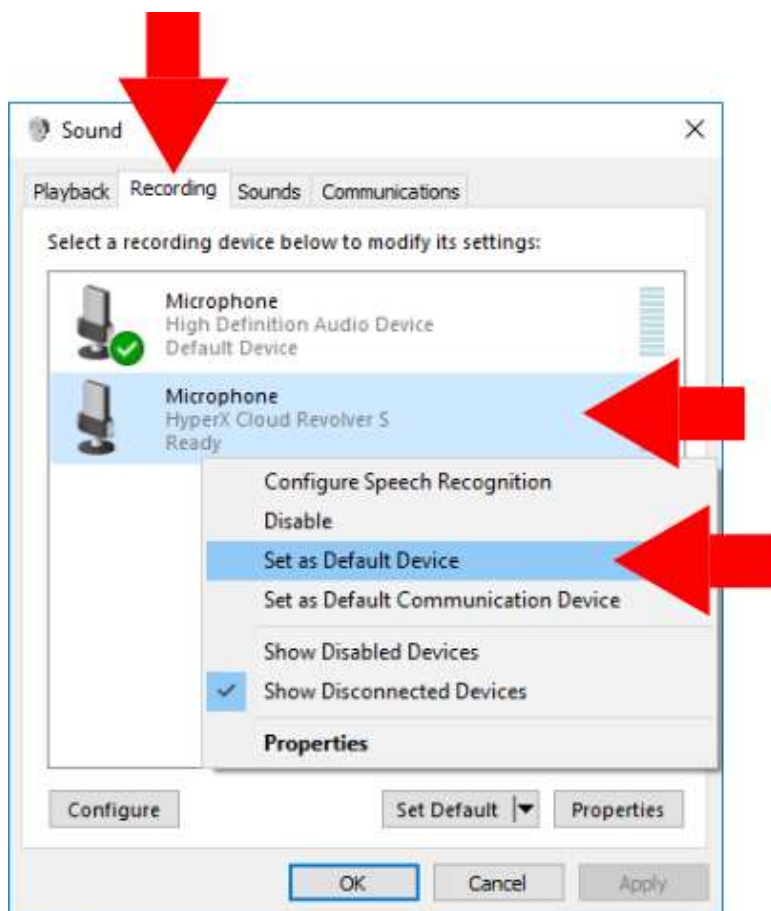 Sound
Playback Recording Sounds Communications
Select a recording device below to modify its settings:
Microphone
High Definition Audio Device
Default Device
Microphone
HyperX Cloud Revolver S
Ready
Configure Speech Recognition
Disable
Set as Default Device
Set as Default Communication Device
Show Disabled Devices
Show Disconnected Devices
Properties
Configure Set Default Properties
OK Cancel Apply